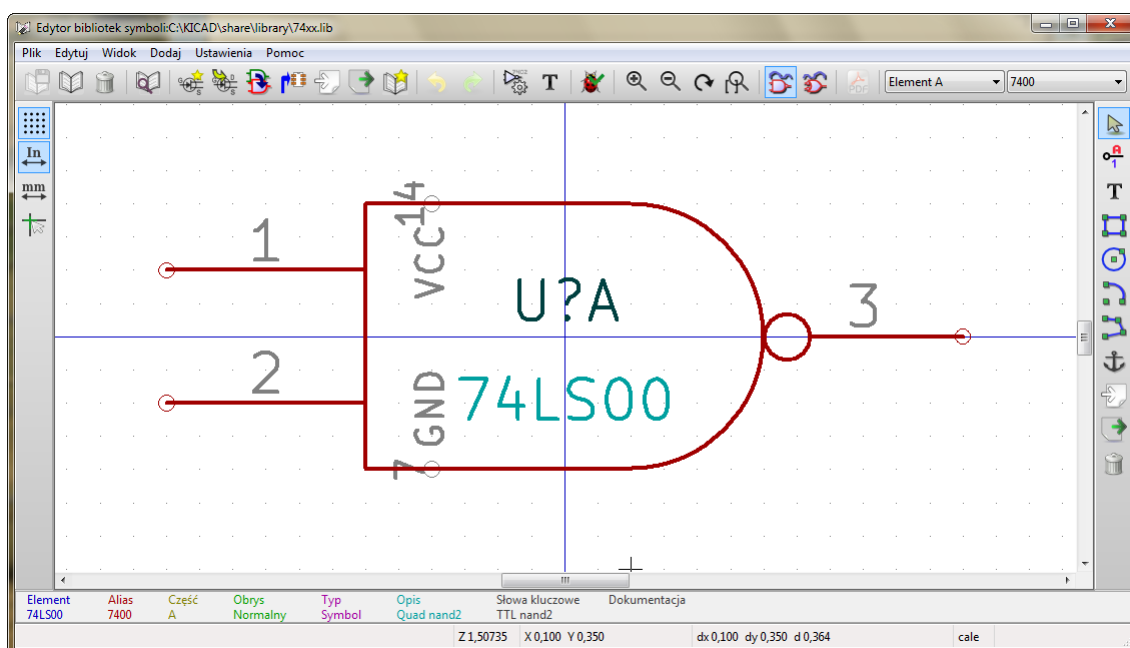 Edytor bibliotek symboli:C:\KICAD\share\library\74xx.lib
Plik Edytuj Widok Dodaj Ustawienia Pomoc
T PDF Element A 7400
In
mm
A
1
T
14
VCC
1
U?A
3
2
GND
74LS00
7
Element Alias Część Obrys Typ Opis Słowa kluczowe Dokumentacja
74LS00 7400 A Normalny Symbol Quad nand2 TTL nand2
Z 1,50735 X 0,100 Y 0,350 dx 0,100 dy 0,350 d 0,364 cale